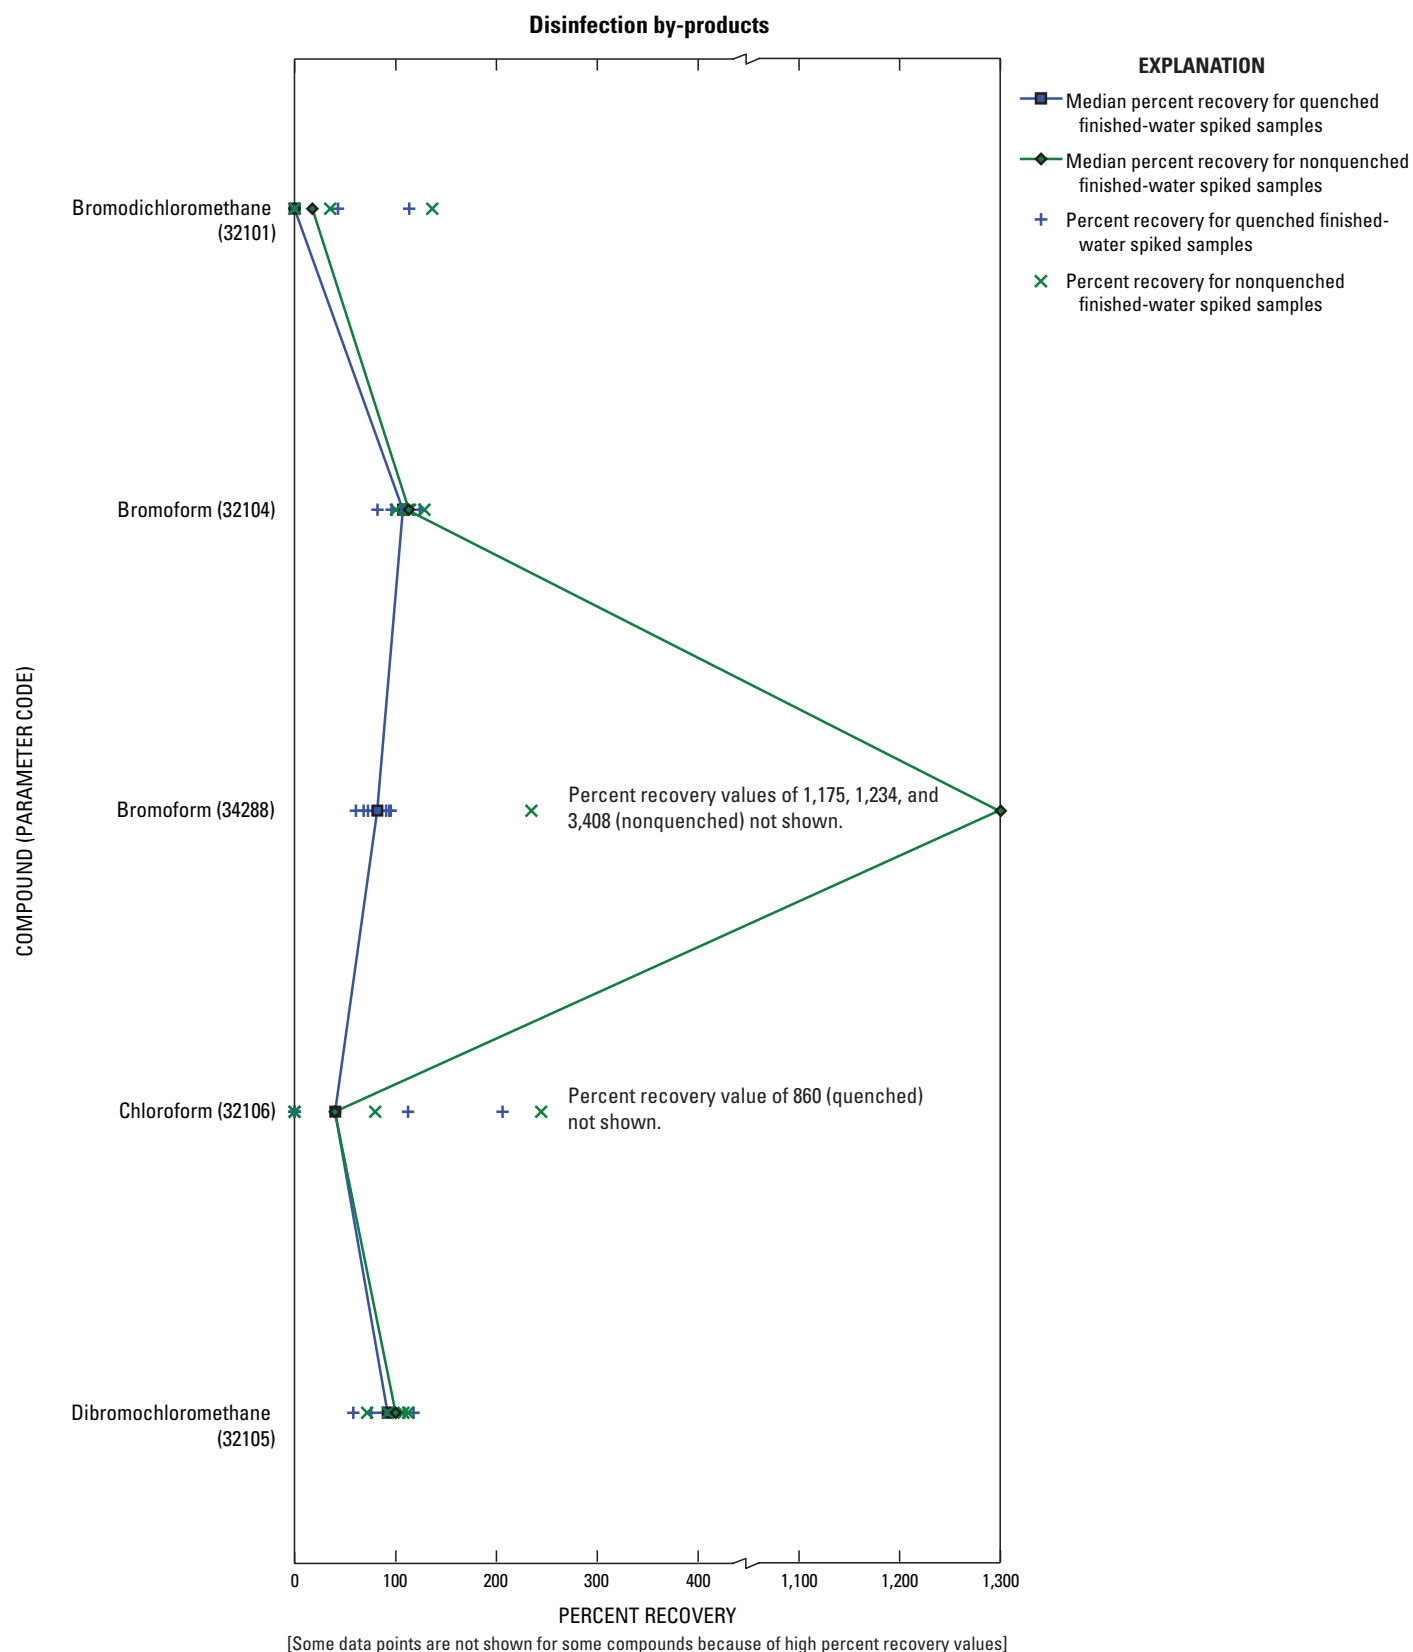 Disinfection by-products
EXPLANATION
Median percent recovery for quenched
finished-water spiked samples
Median percent recovery for nonquenched
finished-water spiked samples
Percent recovery for quenched finished-
water spiked samples
Percent recovery for nonquenched
finished-water spiked samples
COMPOUND (PARAMETER CODE)
Bromodichloromethane
(32101)
Bromoform (32104)
Bromoform (34288)
Percent recovery values of 1,175, 1,234, and
3,408 (nonquenched) not shown.
Chloroform (32106)
Percent recovery value of 860 (quenched)
not shown.
Dibromochloromethane
(32105)
0 100 200 300 400 1,100 1,200 1,300
PERCENT RECOVERY
[Some data points are not shown for some compounds because of high percent recovery values]